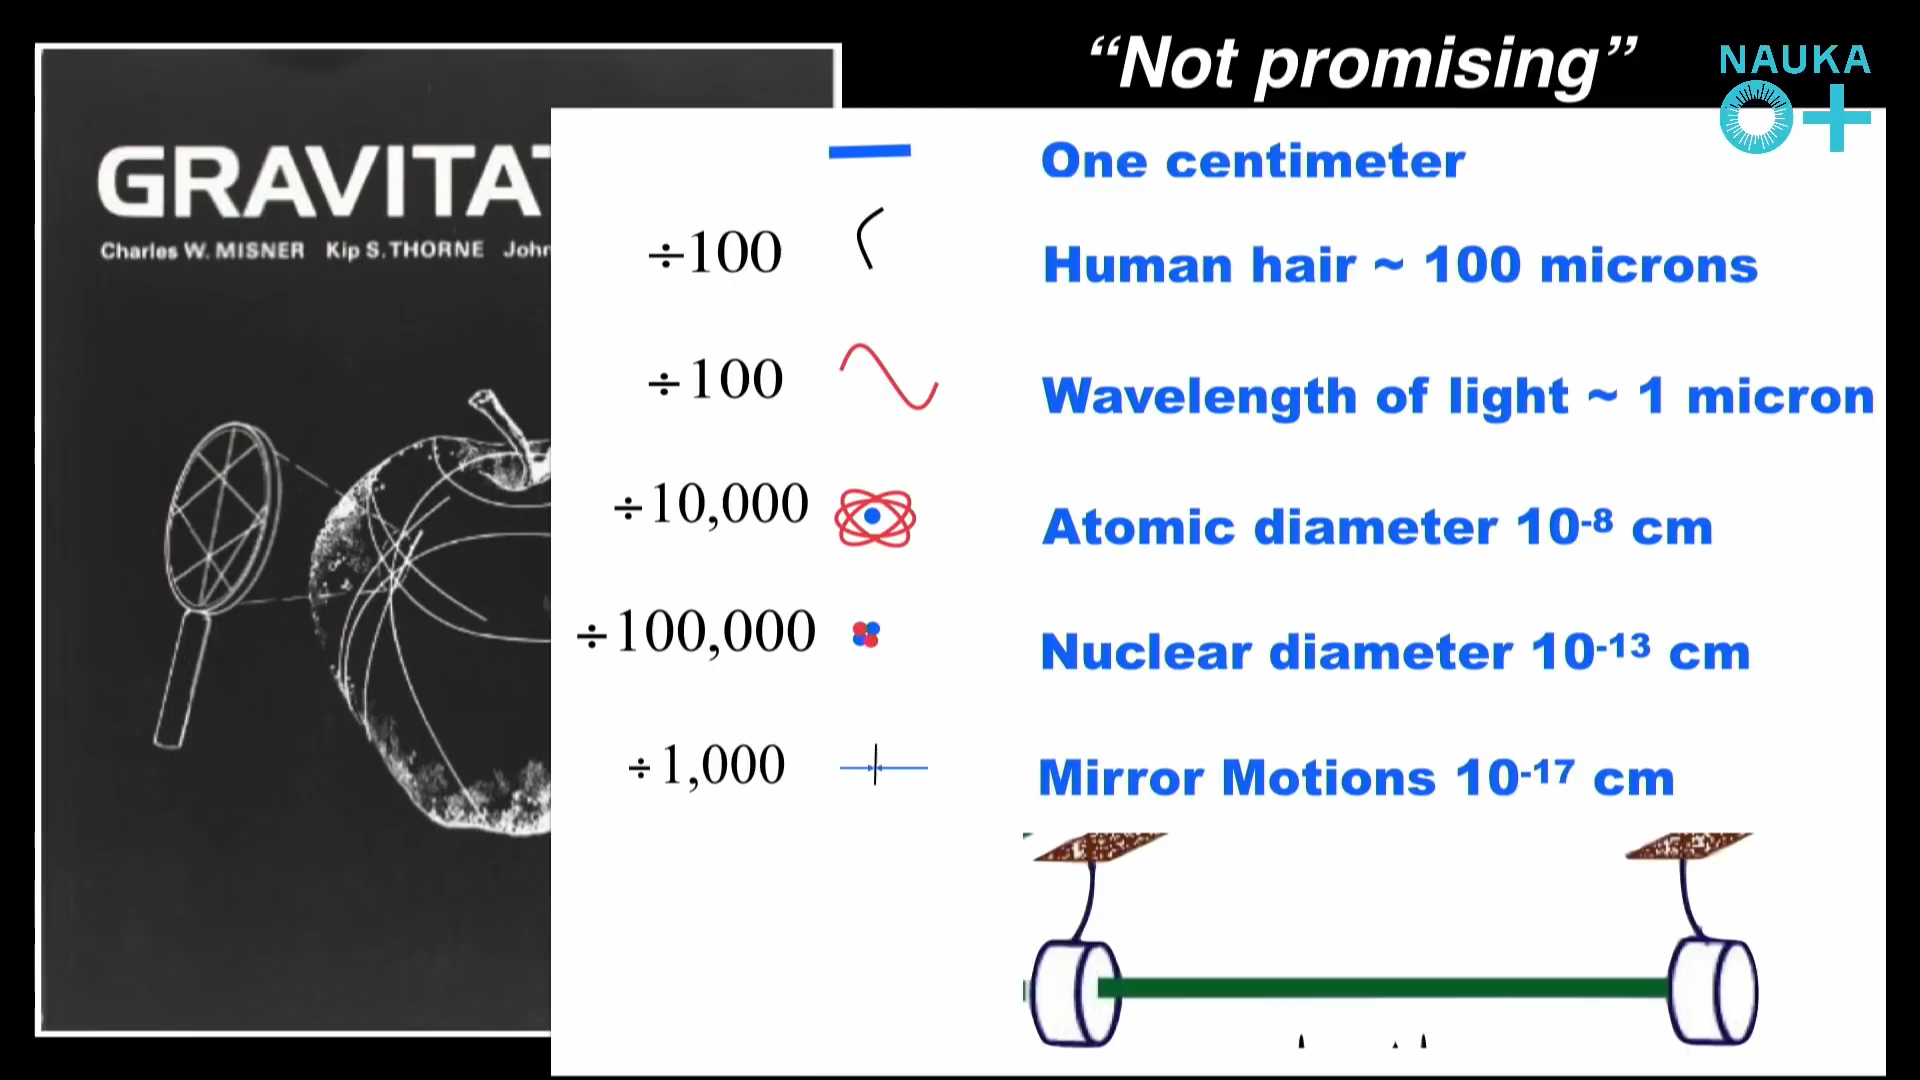 “Not promising”
NAUKA
O+
GRAVITAT
Charles W. MISNER Kip S. THORNE John
One centimeter
÷100 Human hair ~ 100 microns
÷100 Wavelength of light ~ 1 micron
÷10,000 Atomic diameter 10⁻⁸ cm
÷100,000 Nuclear diameter 10⁻¹³ cm
÷1,000 Mirror Motions 10⁻¹⁷ cm